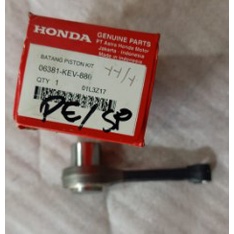 HONDA
GENUINE PARTS
PT Astra Honda Motor
Jakarta - Indonesia
Made in Indonesia
BATANG PISTON KIT
06381-KEV-880
QTY 1
01L3Z17
PE/SP